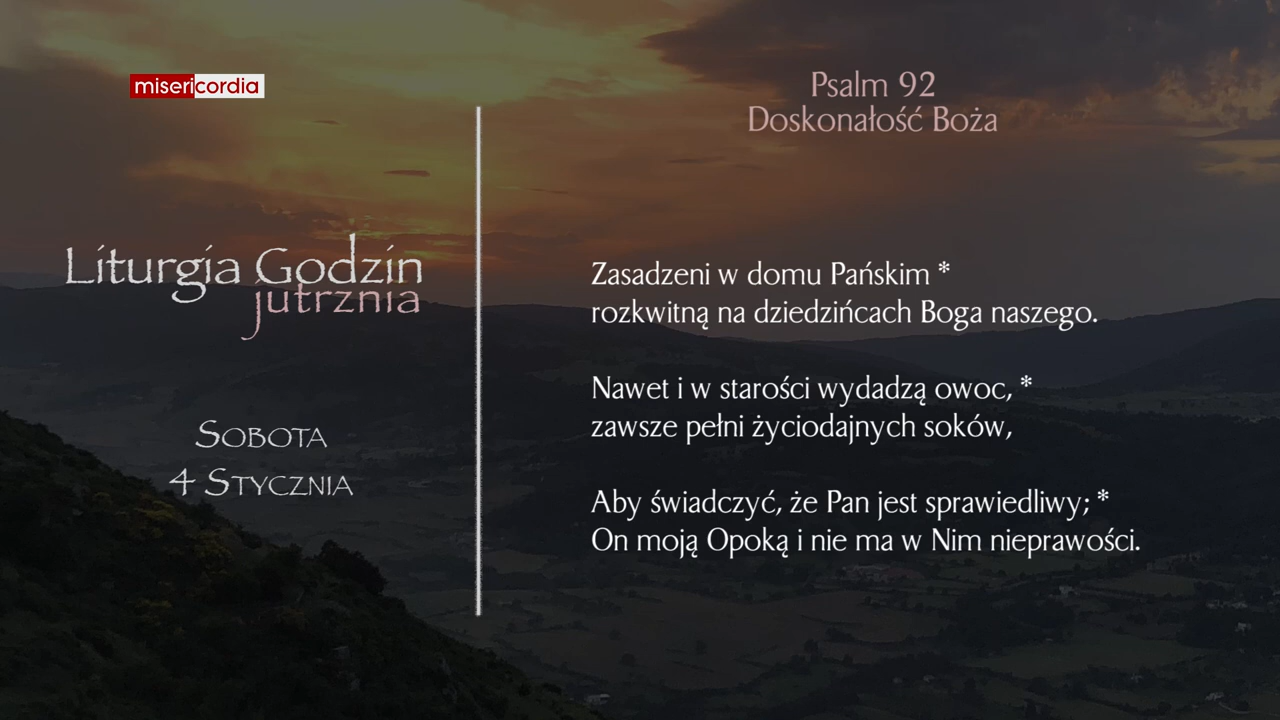 misericordia
Liturgia Godzin
jutrznia
Sobota
4 Stycznia
Psalm 92
Doskonałość Boża
Zasadzeni w domu Pańskim *
rozkwitną na dziedzińcach Boga naszego.
Nawet i w starości wydadzą owoc, *
zawsze pełni życiodajnych soków,
Aby świadczyć, że Pan jest sprawiedliwy; *
On moją Opoką i nie ma w Nim nieprawości.